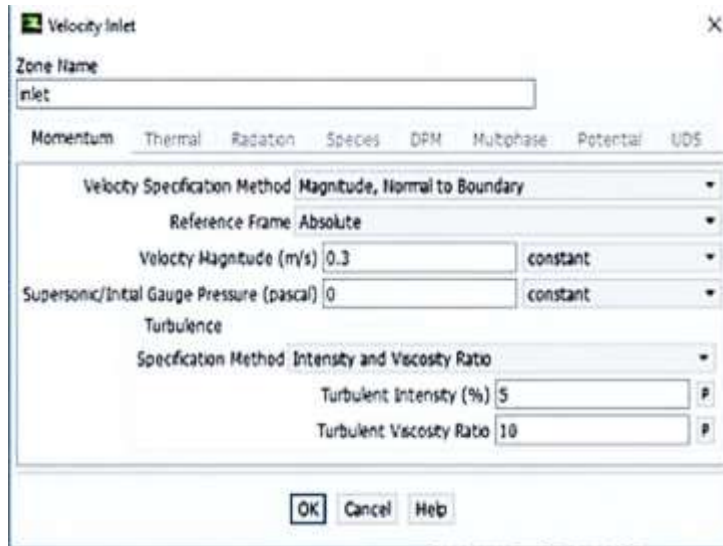 Velocity Inlet
Zone Name
inlet
Momentum Thermal Radiation Species DPM Multiphase Potential UDS
Velocity Specification Method Magnitude, Normal to Boundary
Reference Frame Absolute
Velocity Magnitude (m/s) 0.3 constant
Supersonic/Initial Gauge Pressure (pascal) 0 constant
Turbulence
Specification Method Intensity and Viscosity Ratio
Turbulent Intensity (%) 5 P
Turbulent Viscosity Ratio 10 P
OK Cancel Help